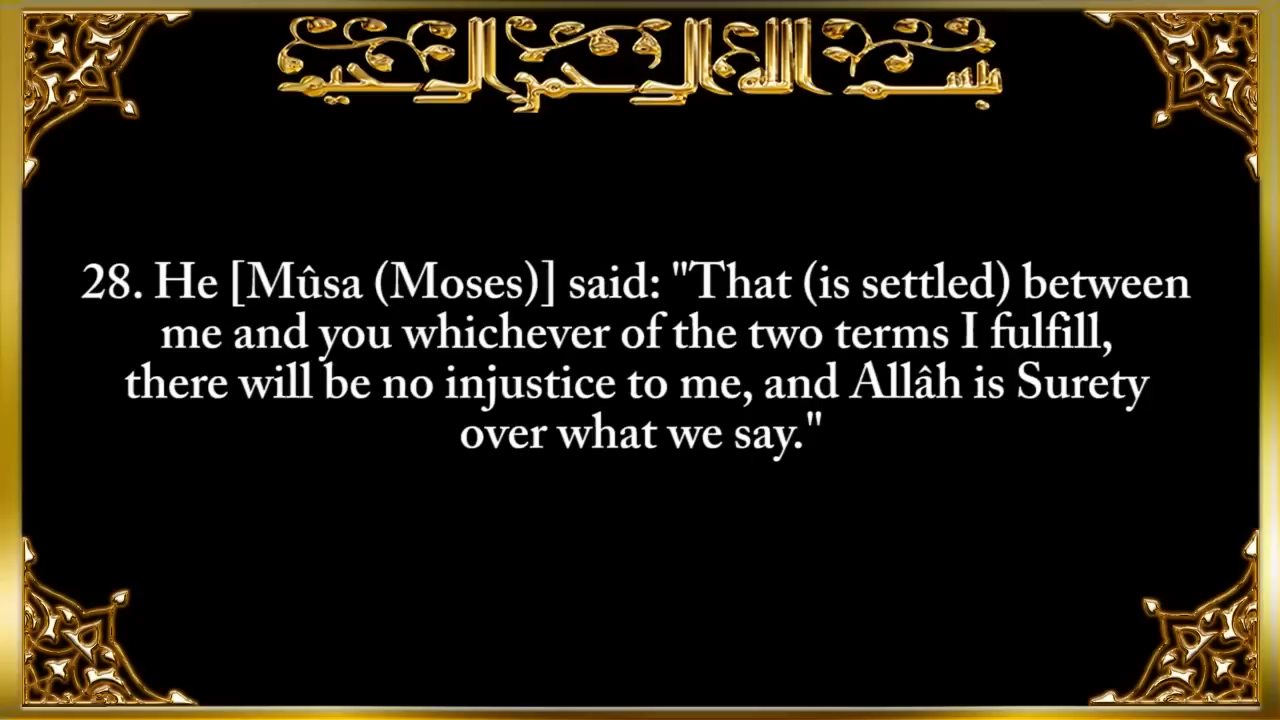 بسم الله الرحمن الرحيم
28. He [Mûsa (Moses)] said: "That (is settled) between
me and you whichever of the two terms I fulfill,
there will be no injustice to me, and Allâh is Surety
over what we say."